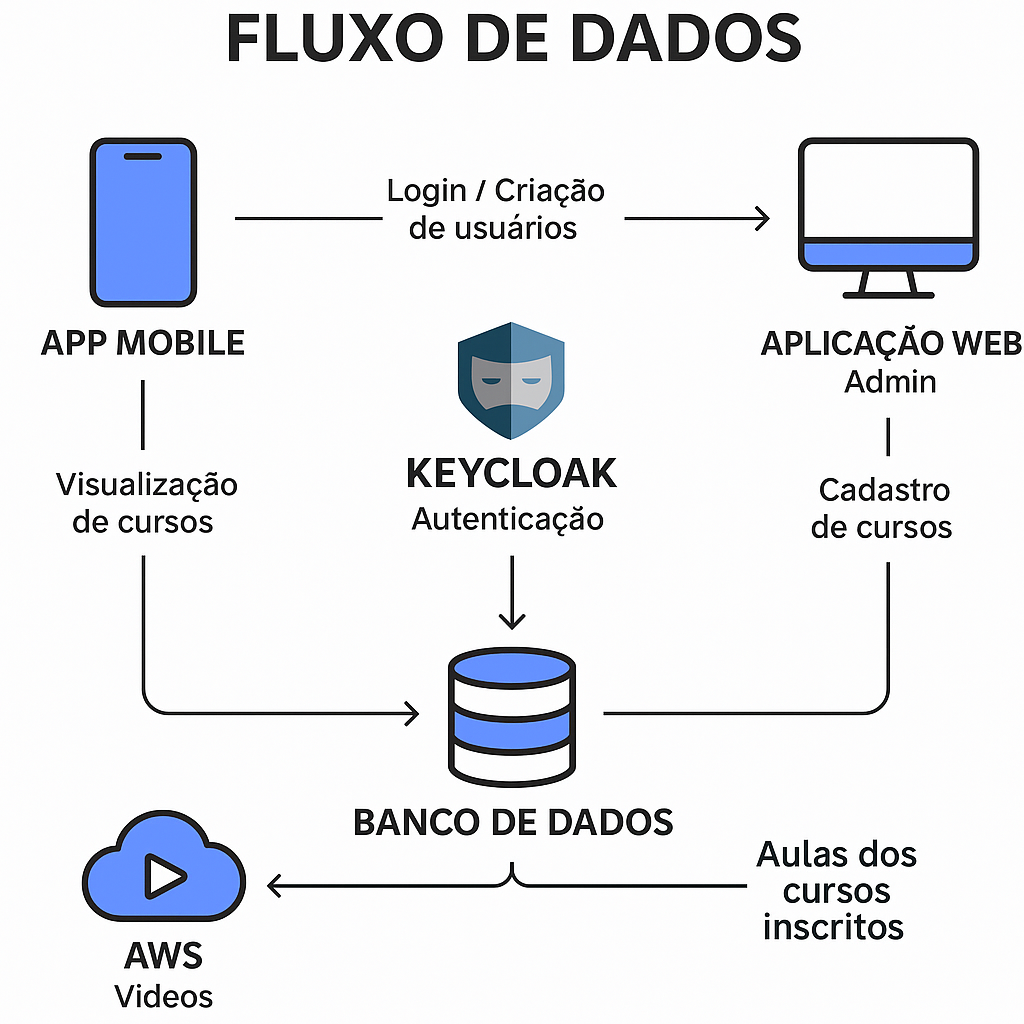 FLUXO DE DADOS
Login / Criação
de usuários
APP MOBILE
APLICAÇÃO WEB
Admin
KEYCLOAK
Autenticação
Visualização
de cursos
Cadastro
de cursos
BANCO DE DADOS
Aulas dos
cursos
inscritos
AWS
Videos